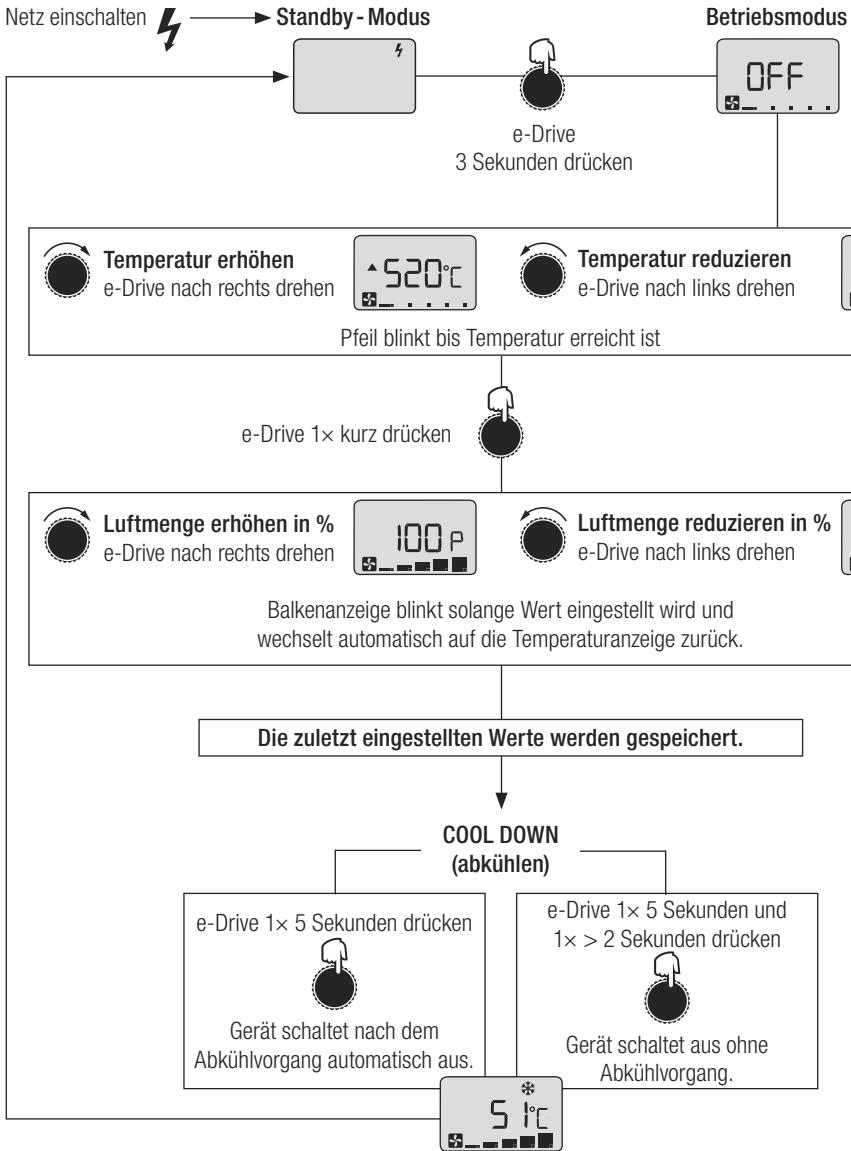 Netz einschalten
Standby - Modus
Betriebsmodus
OFF
e-Drive
3 Sekunden drücken
Temperatur erhöhen
e-Drive nach rechts drehen
520°C
Temperatur reduzieren
e-Drive nach links drehen
Pfeil blinkt bis Temperatur erreicht ist
e-Drive 1× kurz drücken
Luftmenge erhöhen in %
e-Drive nach rechts drehen
100 P
Luftmenge reduzieren in %
e-Drive nach links drehen
Balkenanzeige blinkt solange Wert eingestellt wird und
wechselt automatisch auf die Temperaturanzeige zurück.
Die zuletzt eingestellten Werte werden gespeichert.
COOL DOWN
(abkühlen)
e-Drive 1× 5 Sekunden drücken
Gerät schaltet nach dem
Abkühlvorgang automatisch aus.
e-Drive 1× 5 Sekunden und
1× > 2 Sekunden drücken
Gerät schaltet aus ohne
Abkühlvorgang.
51°C